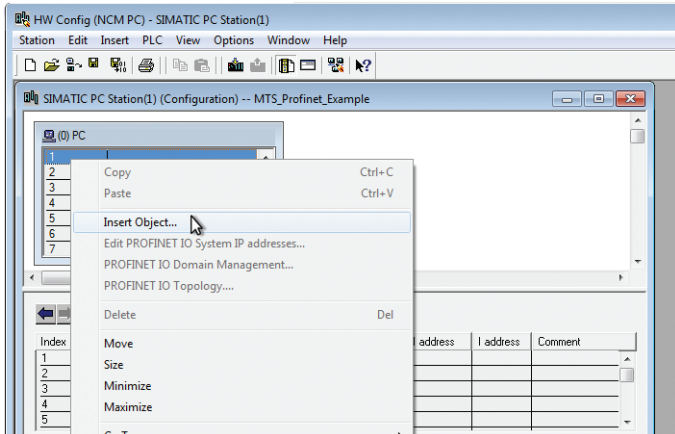 HW Config (NCM PC) - SIMATIC PC Station(1)
Station Edit Insert PLC View Options Window Help
SIMATIC PC Station(1) (Configuration) -- MTS_Profinet_Example
(0) PC
1
2
3
4
5
6
7
Copy Ctrl+C
Paste Ctrl+V
Insert Object...
Edit PROFINET IO System IP addresses...
PROFINET IO Domain Management...
PROFINET IO Topology....
Delete Del
Move
Size
Minimize
Maximize
Index address I address Comment
1
2
3
4
5